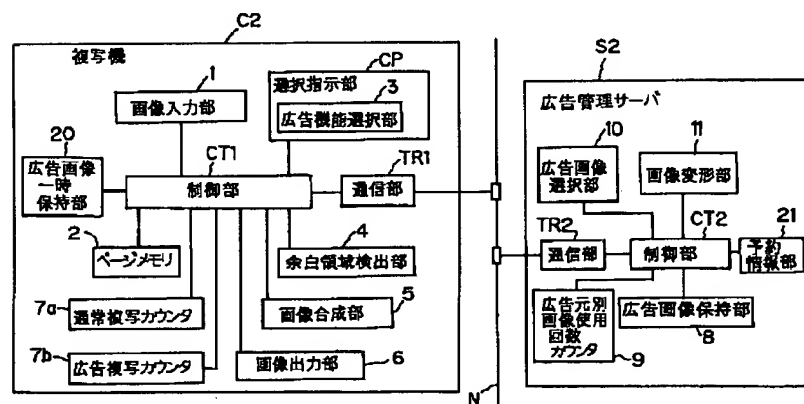 C2
複写機
1
画像入力部
CP
選択指示部
3
広告機能選択部
20
広告画像
一時
保持部
CT1
制御部
TR1
通信部
2
ページメモリ
4
余白領域検出部
7a
通常複写カウンタ
5
画像合成部
7b
広告複写カウンタ
画像出力部
6
N
S2
広告管理サーバ
10
広告画像
選択部
11
画像変形部
TR2
通信部
CT2
制御部
21
予約
情報部
広告元別
画像使用
回数
カウンタ
9
広告画像保持部
8